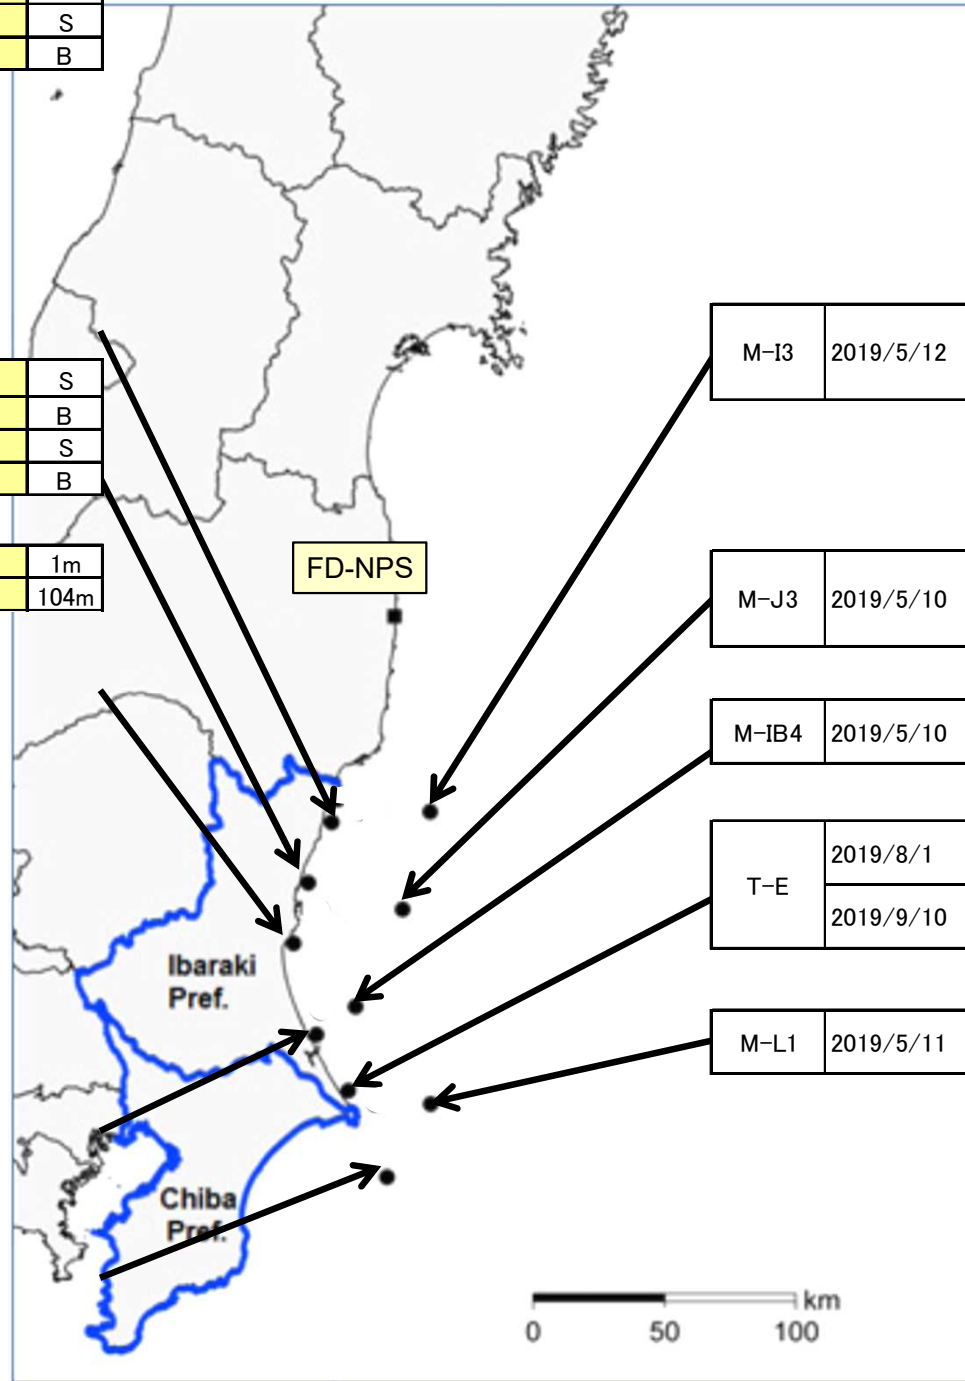 S
B
S
B
S
B
1m
104m
FD-NPS
M-I3 2019/5/12
M-J3 2019/5/10
M-IB4 2019/5/10
T-E
2019/8/1
2019/9/10
M-L1 2019/5/11
Ibaraki
Pref.
Chiba
Pref.
km
0 50 100